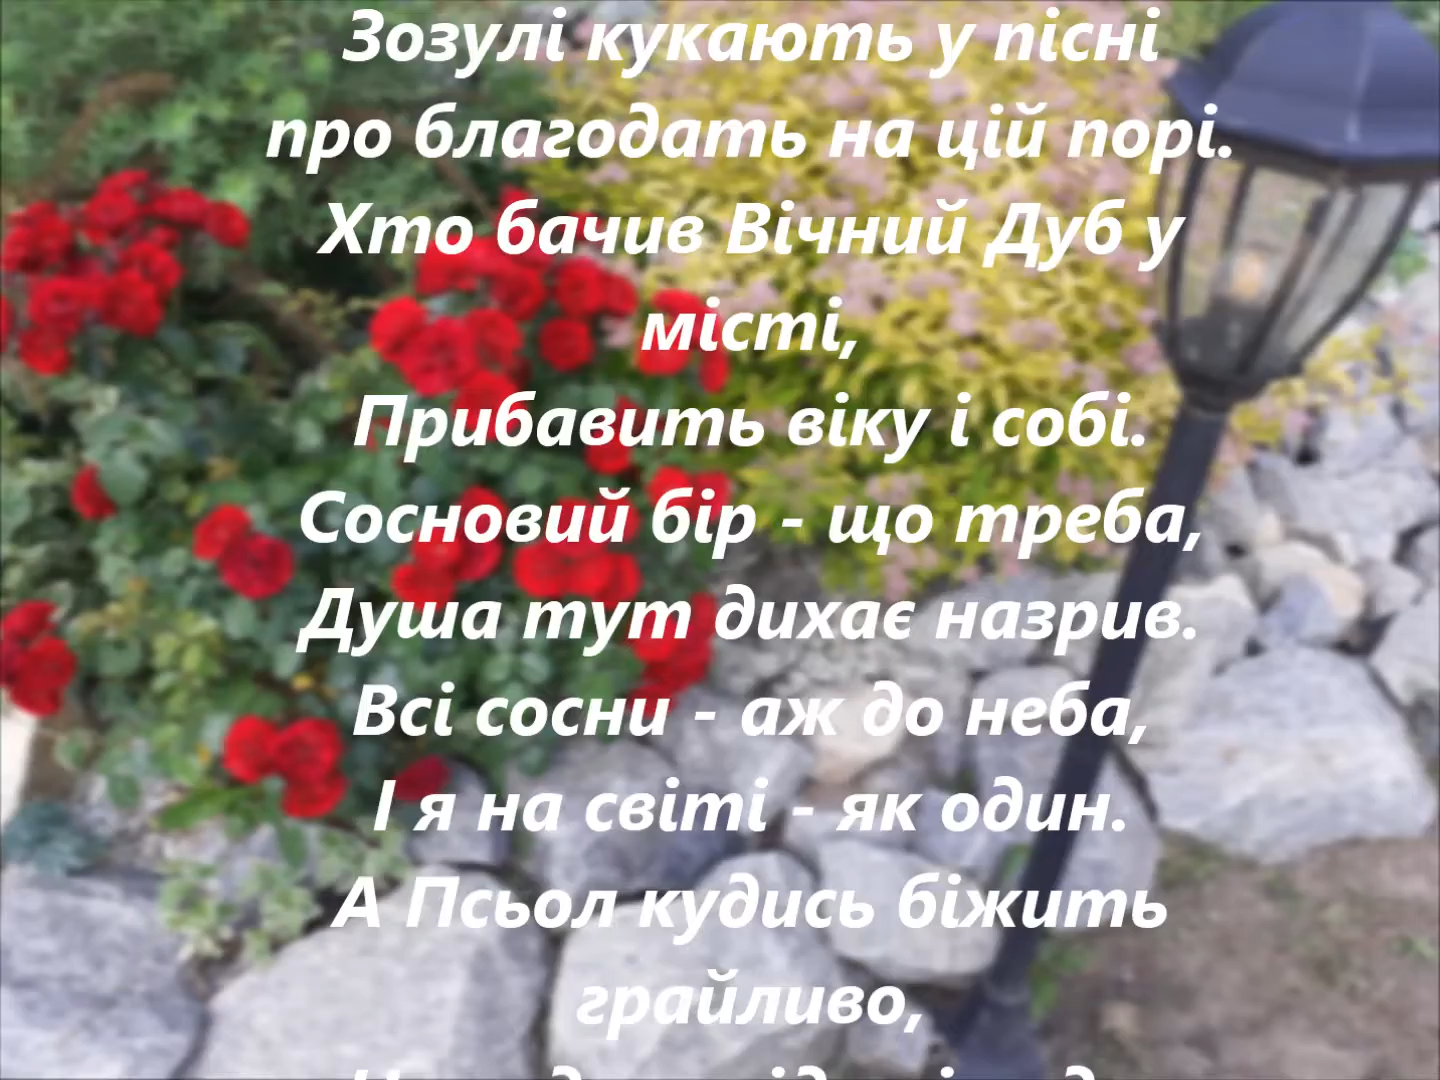 Зозулі кукають у пісні
про благодать на цій порі.
Хто бачив Вічний Дуб у
місті,
Прибавить віку і собі.
Сосновий бір - що треба,
Душа тут дихає назрив.
Всі сосни - аж до неба,
І я на світі - як один.
А Псьол кудись біжить
грайливо,